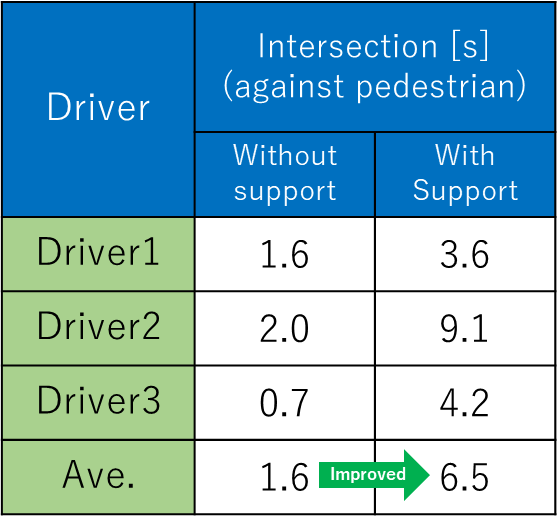 Driver
Intersection [s]
(against pedestrian)
Without
support
With
Support
Driver1
1.6
3.6
Driver2
2.0
9.1
Driver3
0.7
4.2
Ave.
1.6
Improved
6.5